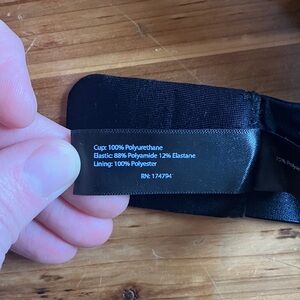 Cup: 100% Polyurethane
Elastic: 88% Polyamide 12% Elastane
Lining: 100% Polyester
RN: 174794